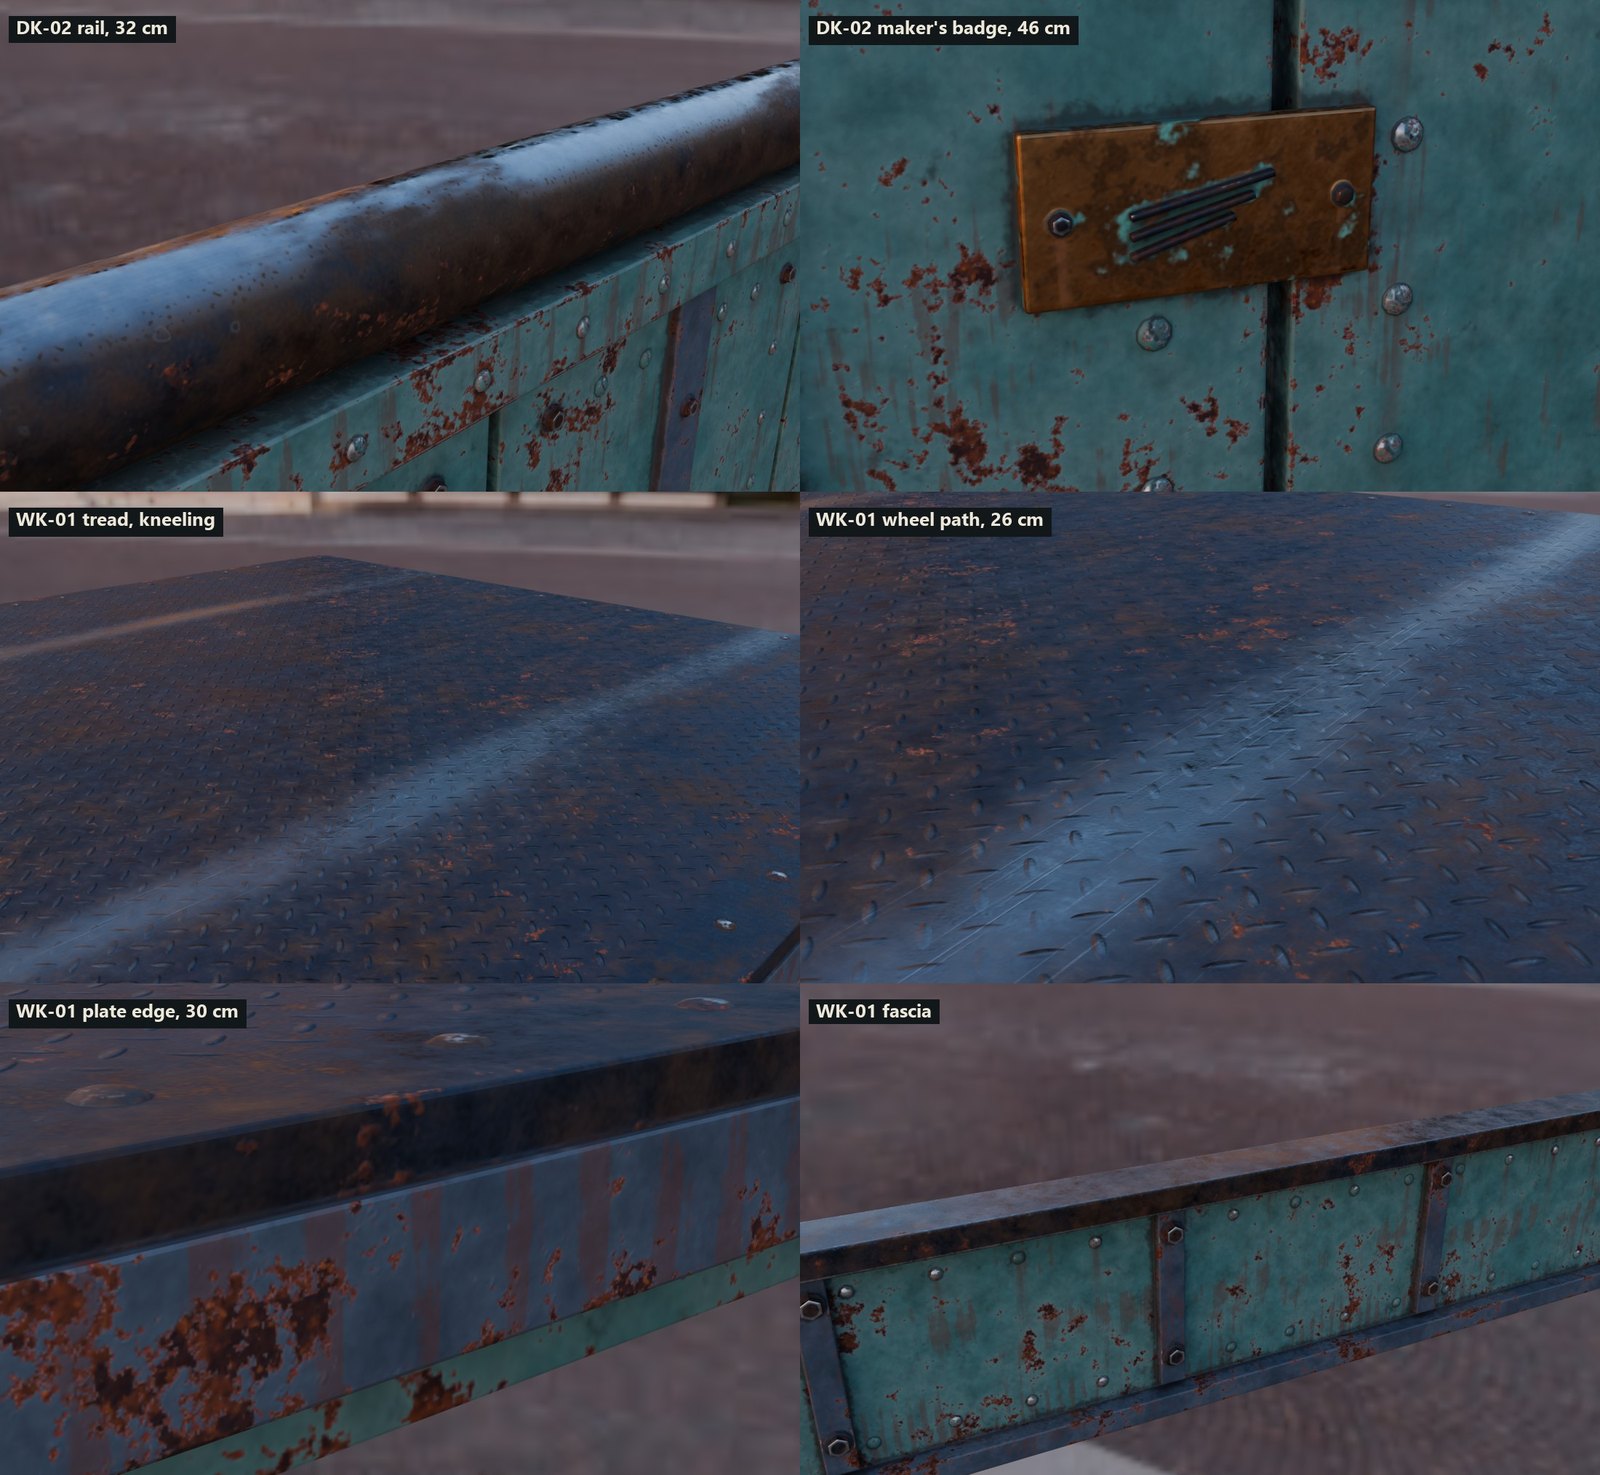 DK-02 rail, 32 cm
DK-02 maker's badge, 46 cm
WK-01 tread, kneeling
WK-01 wheel path, 26 cm
WK-01 plate edge, 30 cm
WK-01 fascia